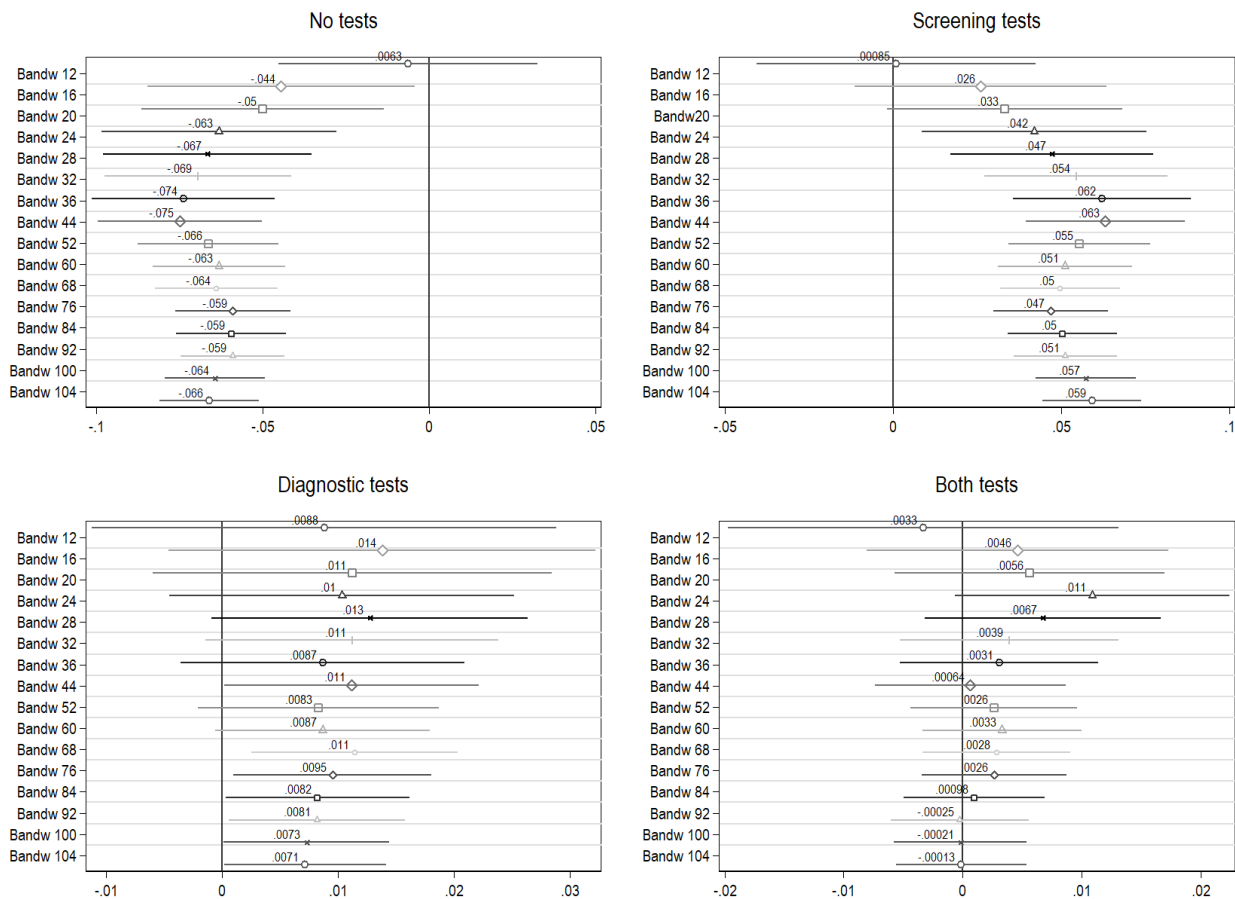 No tests
.0063
Bandw 12
-.044
Bandw 16
-.05
Bandw 20
-.063
Bandw 24
-.067
Bandw 28
-.069
Bandw 32
-.074
Bandw 36
-.075
Bandw 44
-.066
Bandw 52
-.063
Bandw 60
-.064
Bandw 68
-.059
Bandw 76
-.059
Bandw 84
-.059
Bandw 92
-.064
Bandw 100
-.066
Bandw 104
-.1 -.05 0 .05
Screening tests
.00085
Bandw 12
.026
Bandw 16
.033
Bandw20
.042
Bandw 24
.047
Bandw 28
.054
Bandw 32
.062
Bandw 36
.063
Bandw 44
.055
Bandw 52
.051
Bandw 60
.05
Bandw 68
.047
Bandw 76
.05
Bandw 84
.051
Bandw 92
.057
Bandw 100
.059
Bandw 104
-.05 0 .05 .1
Diagnostic tests
.0088
Bandw 12
.014
Bandw 16
.011
Bandw 20
.01
Bandw 24
.013
Bandw 28
.011
Bandw 32
.0087
Bandw 36
.011
Bandw 44
.0083
Bandw 52
.0087
Bandw 60
.011
Bandw 68
.0095
Bandw 76
.0082
Bandw 84
.0081
Bandw 92
.0073
Bandw 100
.0071
Bandw 104
-.01 0 .01 .02 .03
Both tests
.0033
Bandw 12
.0046
Bandw 16
.0056
Bandw 20
.011
Bandw 24
.0067
Bandw 28
.0039
Bandw 32
.0031
Bandw 36
.00064
Bandw 44
.0026
Bandw 52
.0033
Bandw 60
.0028
Bandw 68
.0026
Bandw 76
.00098
Bandw 84
-.00025
Bandw 92
-.00021
Bandw 100
-.00013
Bandw 104
-.02 -.01 0 .01 .02